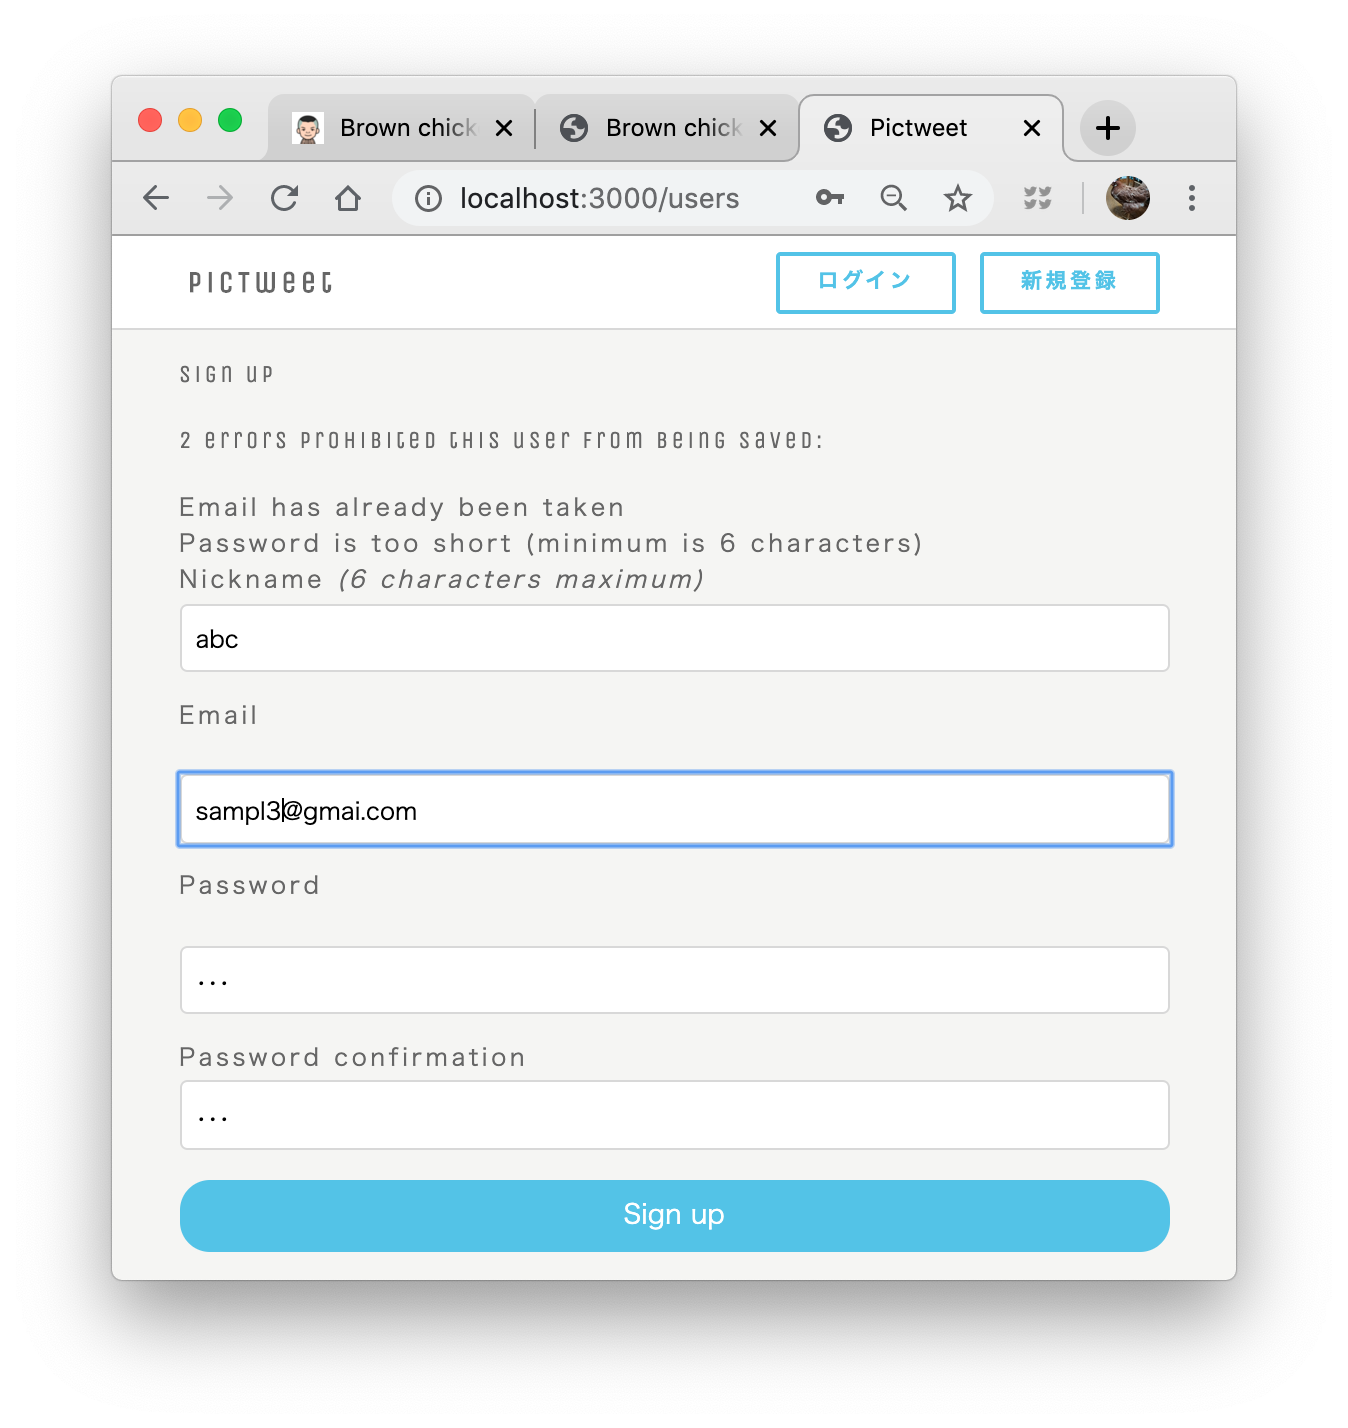 Brown chick
Brown chick
Pictweet
localhost:3000/users
PICTWEET
ログイン
新規登録
SIGN UP
2 errors prohibited this user from being saved:
Email has already been taken
Password is too short (minimum is 6 characters)
Nickname (6 characters maximum)
abc
Email
sampl3@gmai.com
Password
...
Password confirmation
...
Sign up